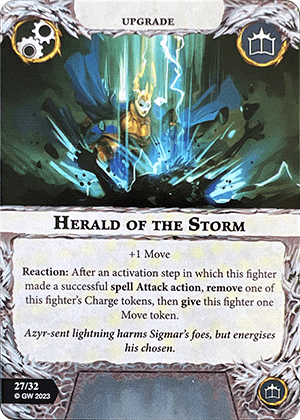 UPGRADE
HERALD OF THE STORM
+1 Move
Reaction: After an activation step in which this fighter
made a successful spell Attack action, remove one
of this fighter's Charge tokens, then give this fighter one
Move token.
Azyr-sent lightning harms Sigmar's foes, but energises
his chosen.
27/32
© GW 2023